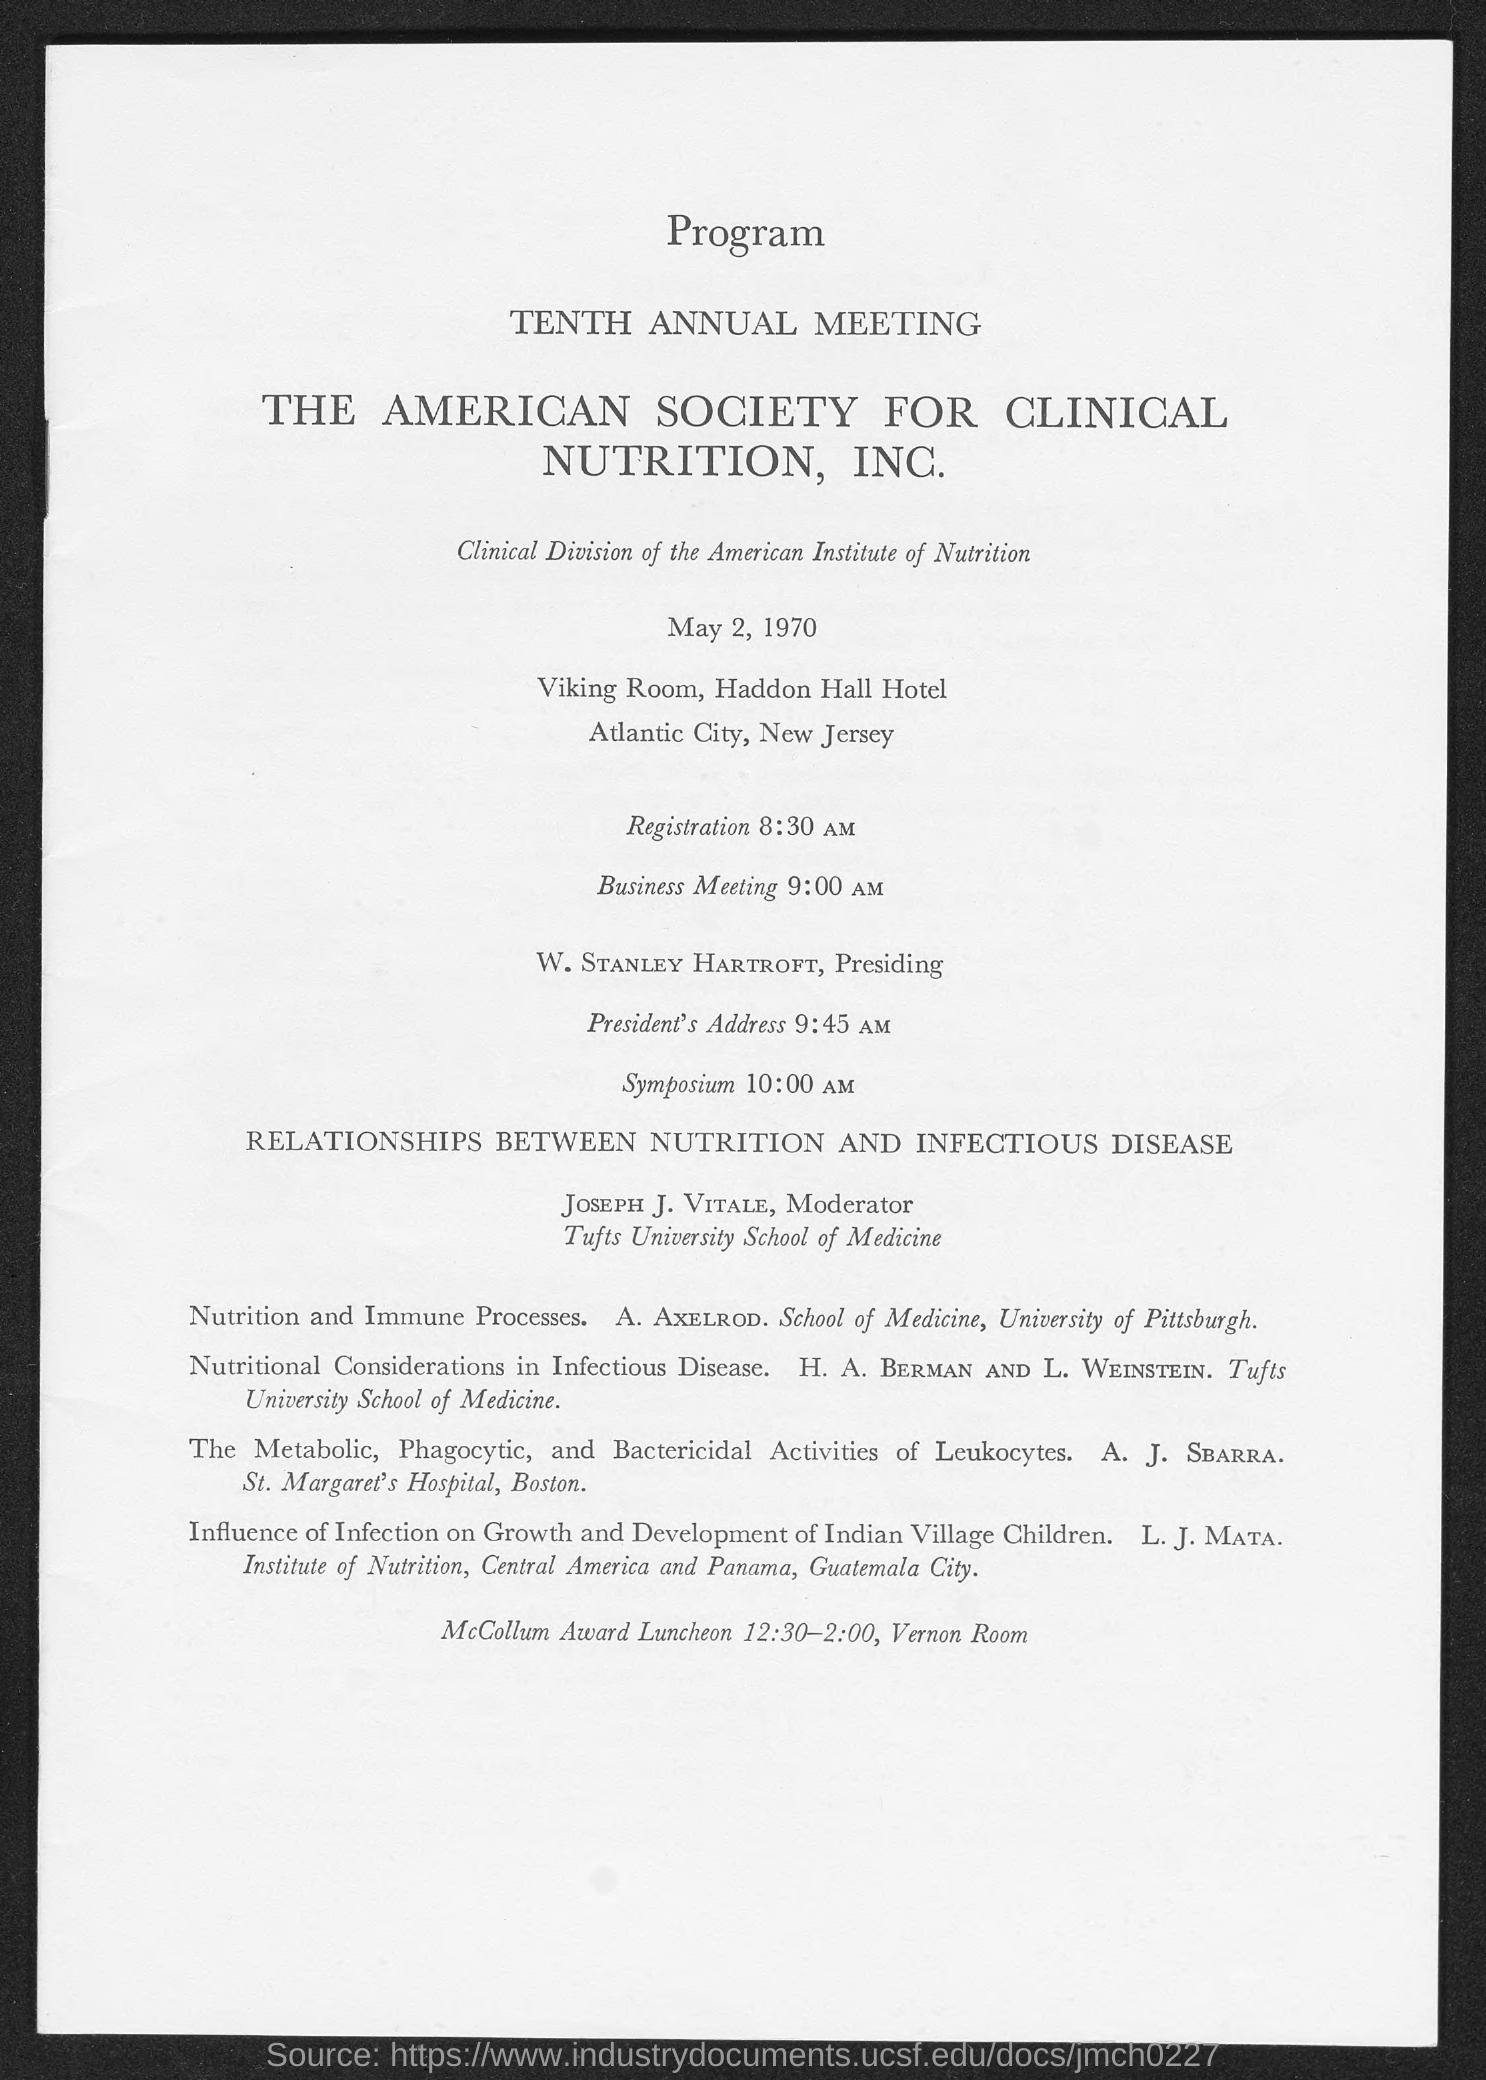 Program
TENTH ANNUAL MEETING
THE AMERICAN SOCIETY FOR CLINICAL
NUTRITION, INC.
Clinical Division of the American Institute of Nutrition
May 2, 1970
Viking Room, Haddon Hall Hotel
Atlantic City, New Jersey
Registration 8:30 AM
Business Meeting 9:00 AM
W. STANLEY HARTROFT, Presiding
President's Address 9:45 AM
Symposium 10:00 AM
RELATIONSHIPS BETWEEN NUTRITION AND INFECTIOUS DISEASE
JOSEPH J. VITALE, Moderator
Tufts University School of Medicine
Nutrition and Immune Processes. A. AXELROD. School of Medicine, University of Pittsburgh.
Nutritional Considerations in Infectious Disease. H. A. BERMAN AND L. WEINSTEIN. Tufts
University School of Medicine.
The Metabolic, Phagocytic, and Bactericidal Activities of Leukocytes. A. J. SBARRA.
St. Margaret's Hospital, Boston.
Influence of Infection on Growth and Development of Indian Village Children. L. J. MATA.
Institute of Nutrition, Central America and Panama, Guatemala City.
McCollum Award Luncheon 12:30–2:00, Vernon Room
Source: https://www.industrydocuments.ucsf.edu/docs/jmch0227